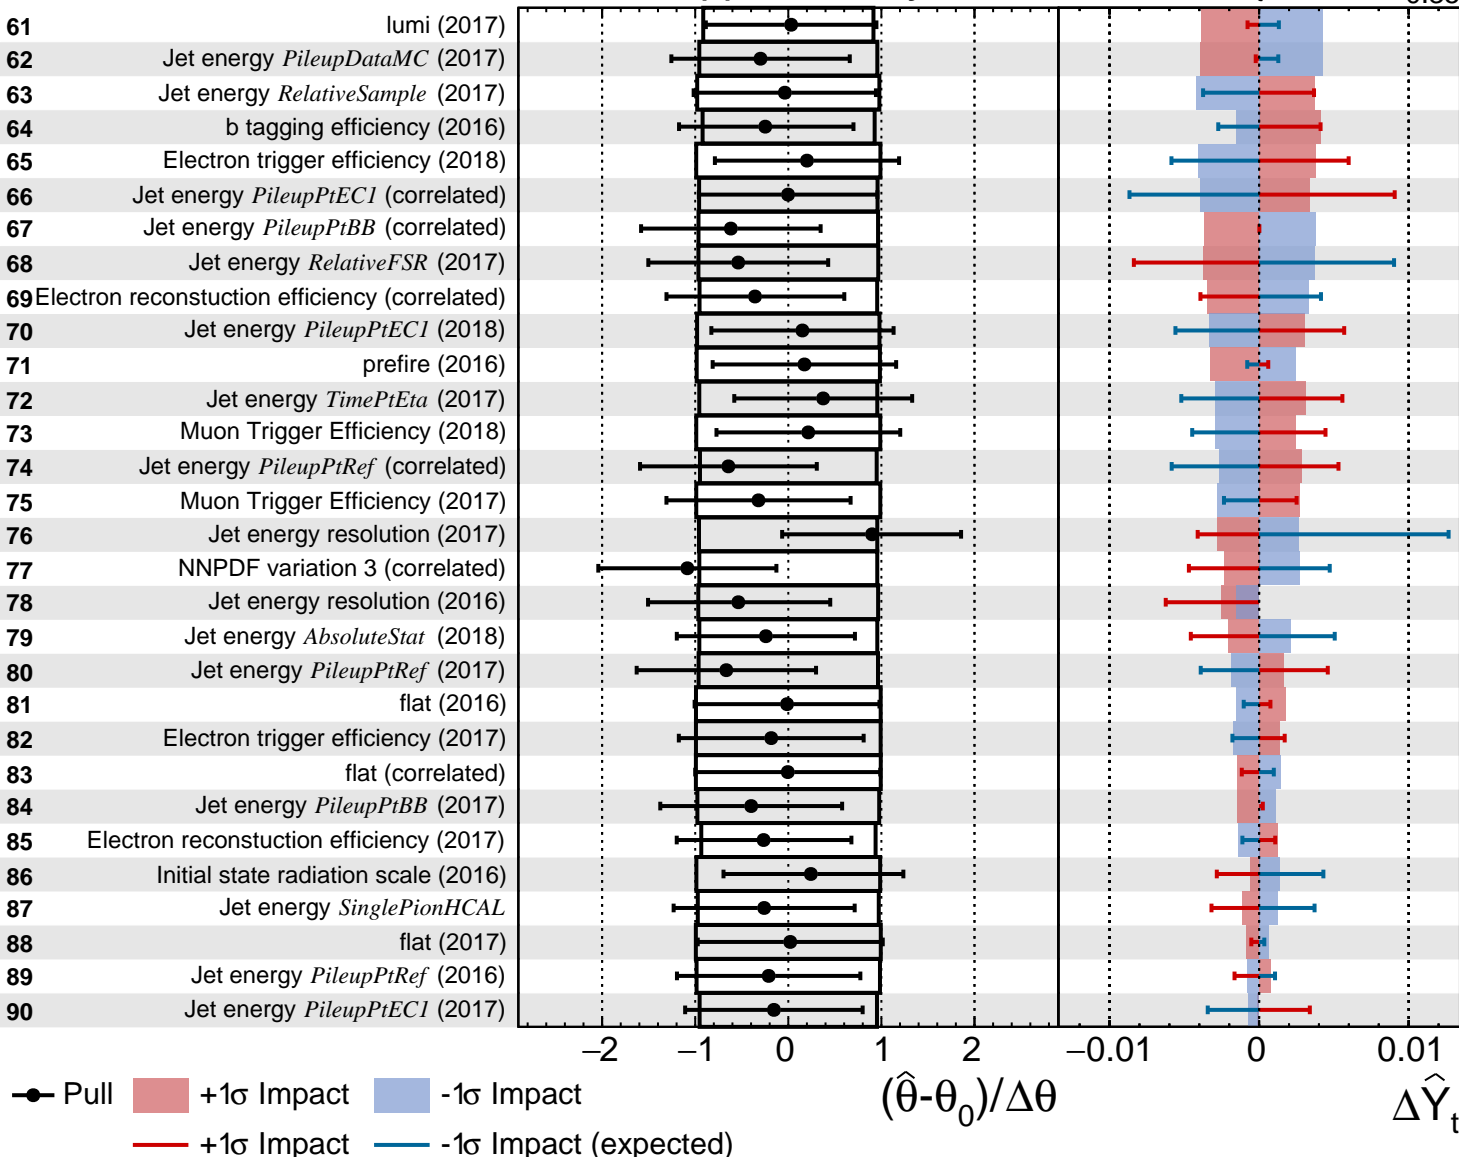 61 lumi (2017)
62 Jet energy PileupDataMC (2017)
63 Jet energy RelativeSample (2017)
64 b tagging efficiency (2016)
65 Electron trigger efficiency (2018)
66 Jet energy PileupPtEC1 (correlated)
67 Jet energy PileupPtBB (correlated)
68 Jet energy RelativeFSR (2017)
69 Electron reconstuction efficiency (correlated)
70 Jet energy PileupPtEC1 (2018)
71 prefire (2016)
72 Jet energy TimePtEta (2017)
73 Muon Trigger Efficiency (2018)
74 Jet energy PileupPtRef (correlated)
75 Muon Trigger Efficiency (2017)
76 Jet energy resolution (2017)
77 NNPDF variation 3 (correlated)
78 Jet energy resolution (2016)
79 Jet energy AbsoluteStat (2018)
80 Jet energy PileupPtRef (2017)
81 flat (2016)
82 Electron trigger efficiency (2017)
83 flat (correlated)
84 Jet energy PileupPtBB (2017)
85 Electron reconstuction efficiency (2017)
86 Initial state radiation scale (2016)
87 Jet energy SinglePionHCAL
88 flat (2017)
89 Jet energy PileupPtRef (2016)
90 Jet energy PileupPtEC1 (2017)
−2 −1 0 1 2 −0.01 0 0.01
Pull +1σ Impact -1σ Impact (θ̂-θ₀)/Δθ ΔŶₜ
+1σ Impact -1σ Impact (expected)